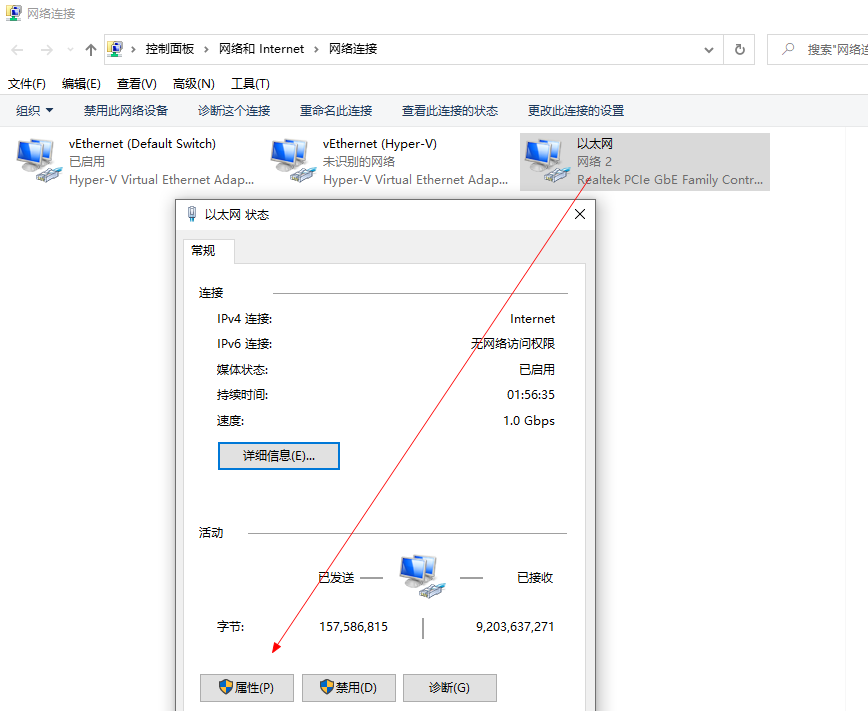 网络连接
控制面板 › 网络和 Internet › 网络连接
搜索"网络连
文件(F) 编辑(E) 查看(V) 高级(N) 工具(T)
组织 禁用此网络设备 诊断这个连接 重命名此连接 查看此连接的状态 更改此连接的设置
vEthernet (Default Switch) vEthernet (Hyper-V) 以太网
已启用 未识别的网络 网络 2
Hyper-V Virtual Ethernet Adap... Hyper-V Virtual Ethernet Adap... Realtek PCIe GbE Family Contr...
以太网 状态
常规
连接
IPv4 连接: Internet
IPv6 连接: 无网络访问权限
媒体状态: 已启用
持续时间: 01:56:35
速度: 1.0 Gbps
详细信息(E)...
活动
已发送 已接收
字节: 157,586,815 9,203,637,271
属性(P) 禁用(D) 诊断(G)